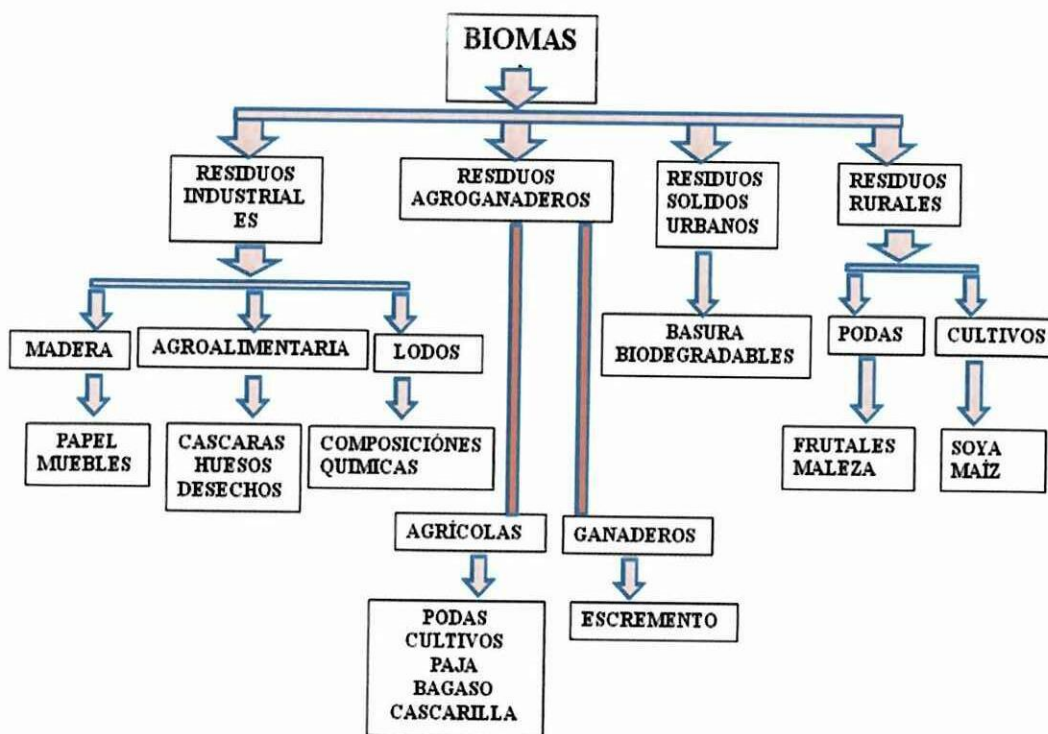 BIOMAS
RESIDUOS
INDUSTRIAL
ES
RESIDUOS
AGROGANADEROS
RESIDUOS
SOLIDOS
URBANOS
RESIDUOS
RURALES
MADERA
AGROALIMENTARIA
LODOS
BASURA
BIODEGRADABLES
PODAS
CULTIVOS
PAPEL
MUEBLES
CASCARAS
HUESOS
DESECHOS
COMPOSICIÓNES
QUIMICAS
FRUTALES
MALEZA
SOYA
MAÍZ
AGRÍCOLAS
GANADEROS
PODAS
CULTIVOS
PAJA
BAGASO
CASCARILLA
ESCREMENTO